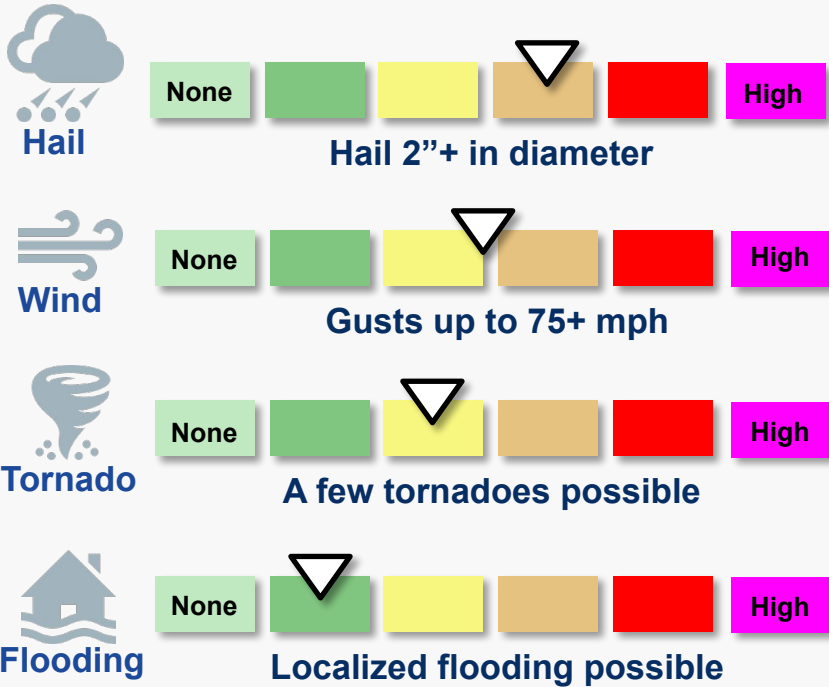 None
High
Hail
Hail 2”+ in diameter
None
High
Wind
Gusts up to 75+ mph
None
High
Tornado
A few tornadoes possible
None
High
Flooding
Localized flooding possible